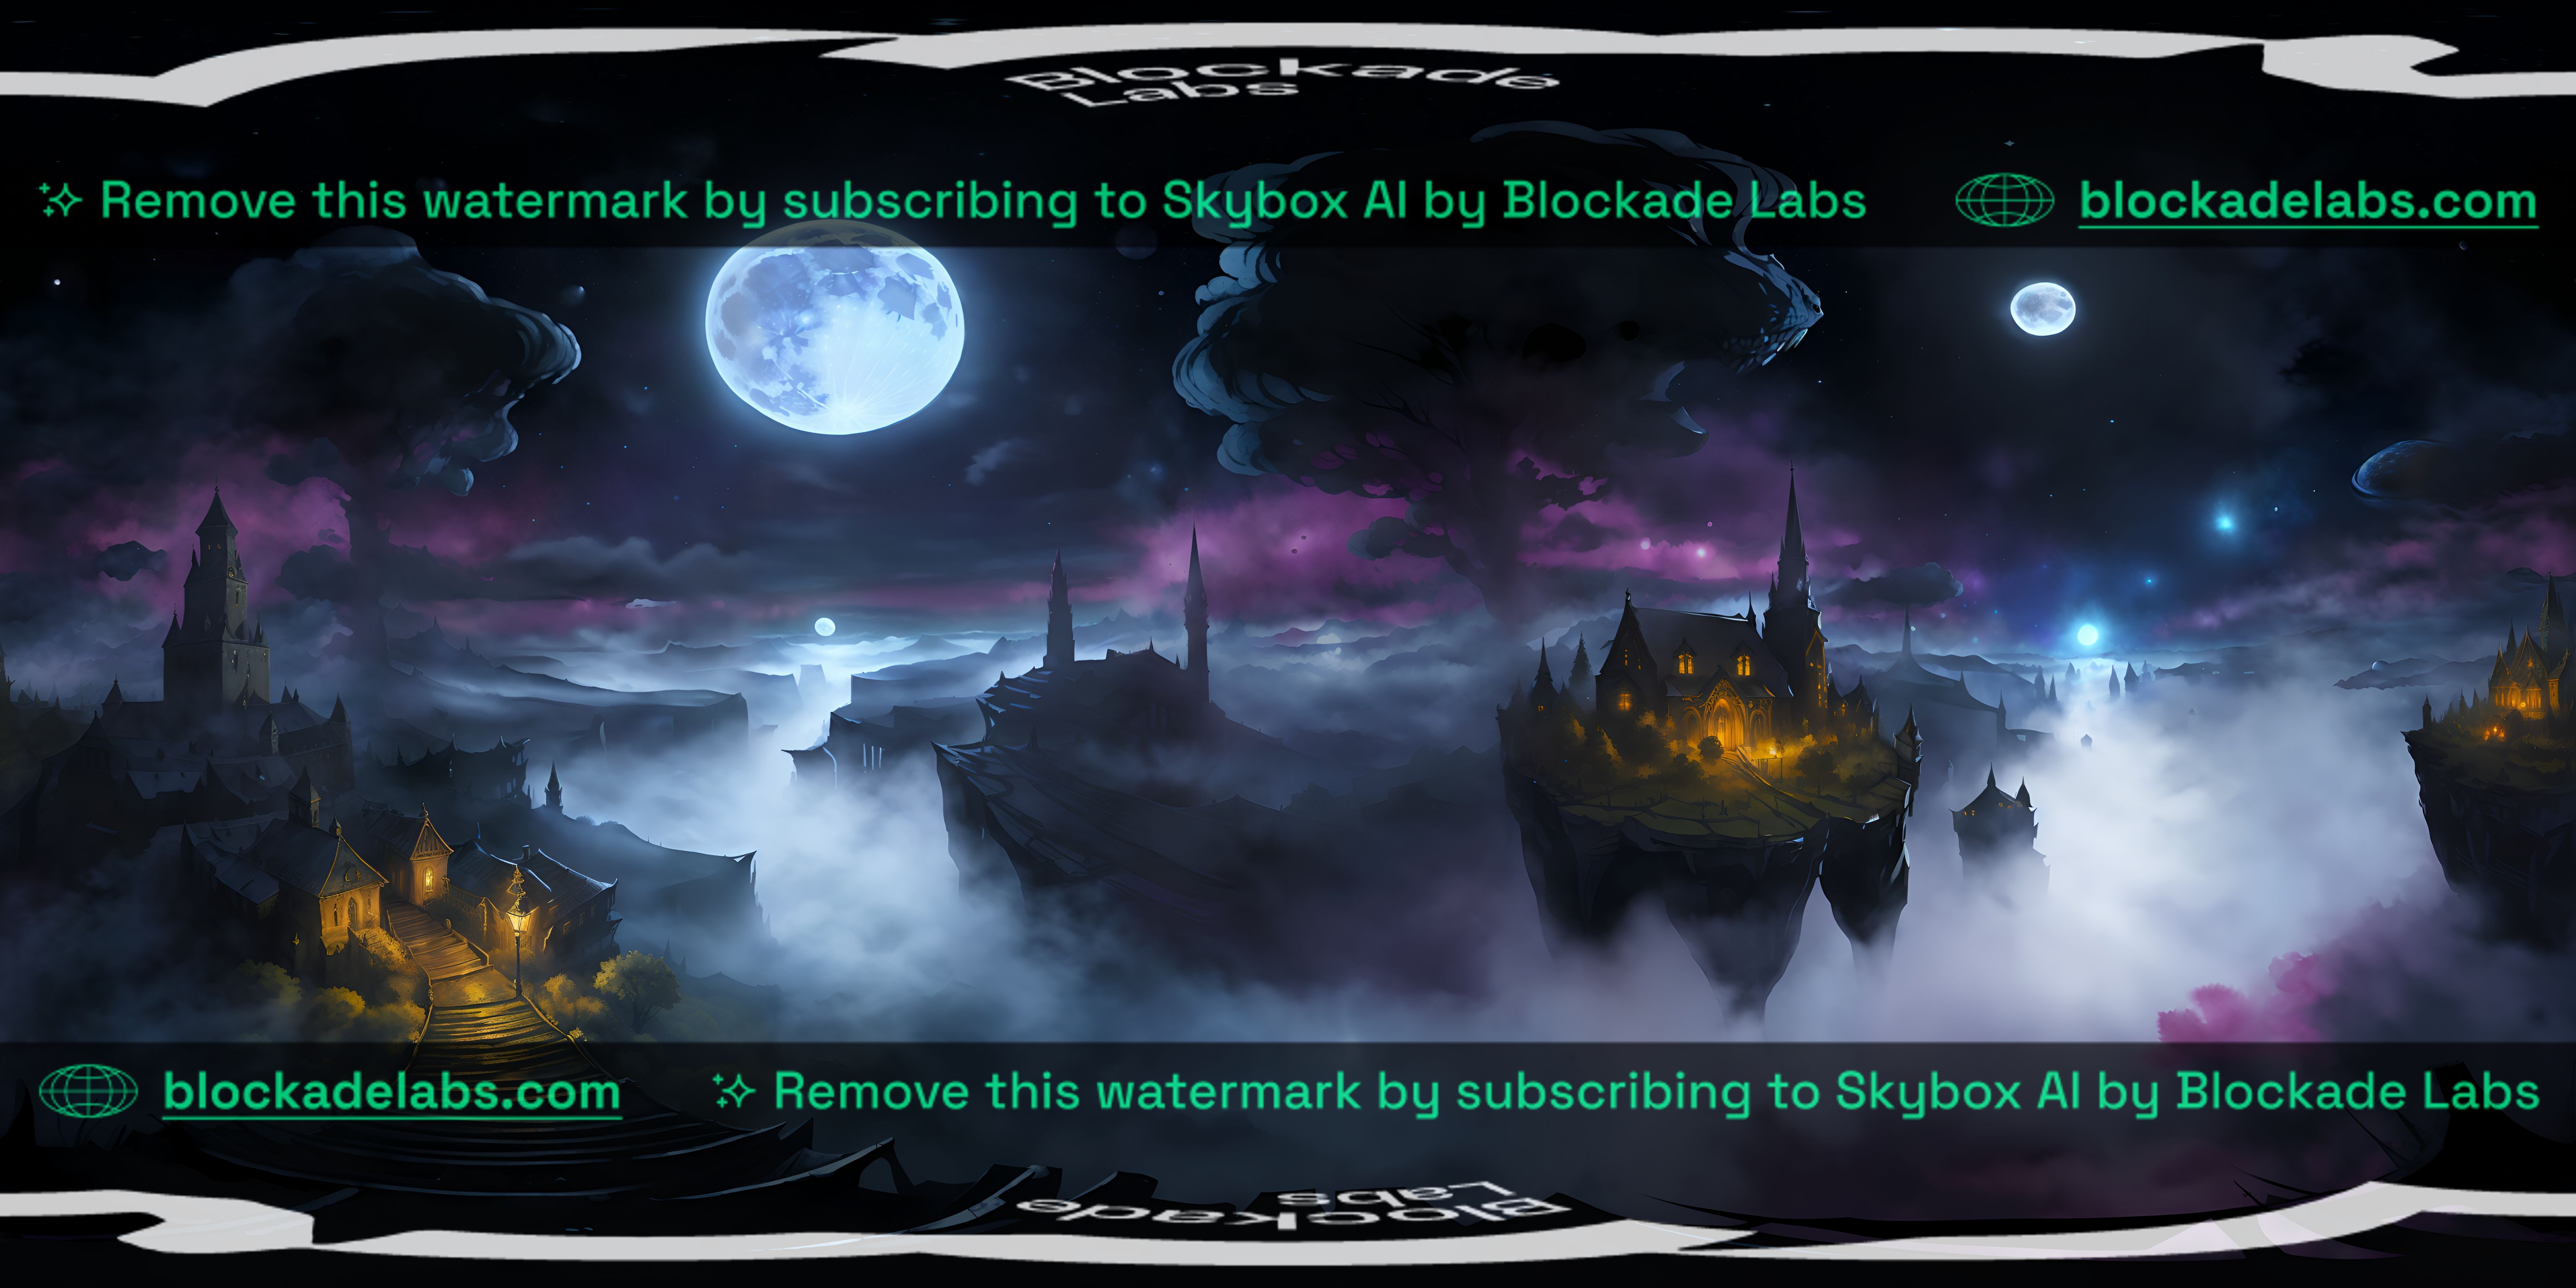 Blockade
Labs
Remove this watermark by subscribing to Skybox AI by Blockade Labs
blockadelabs.com
blockadelabs.com
Remove this watermark by subscribing to Skybox AI by Blockade Labs
Blockade
Labs